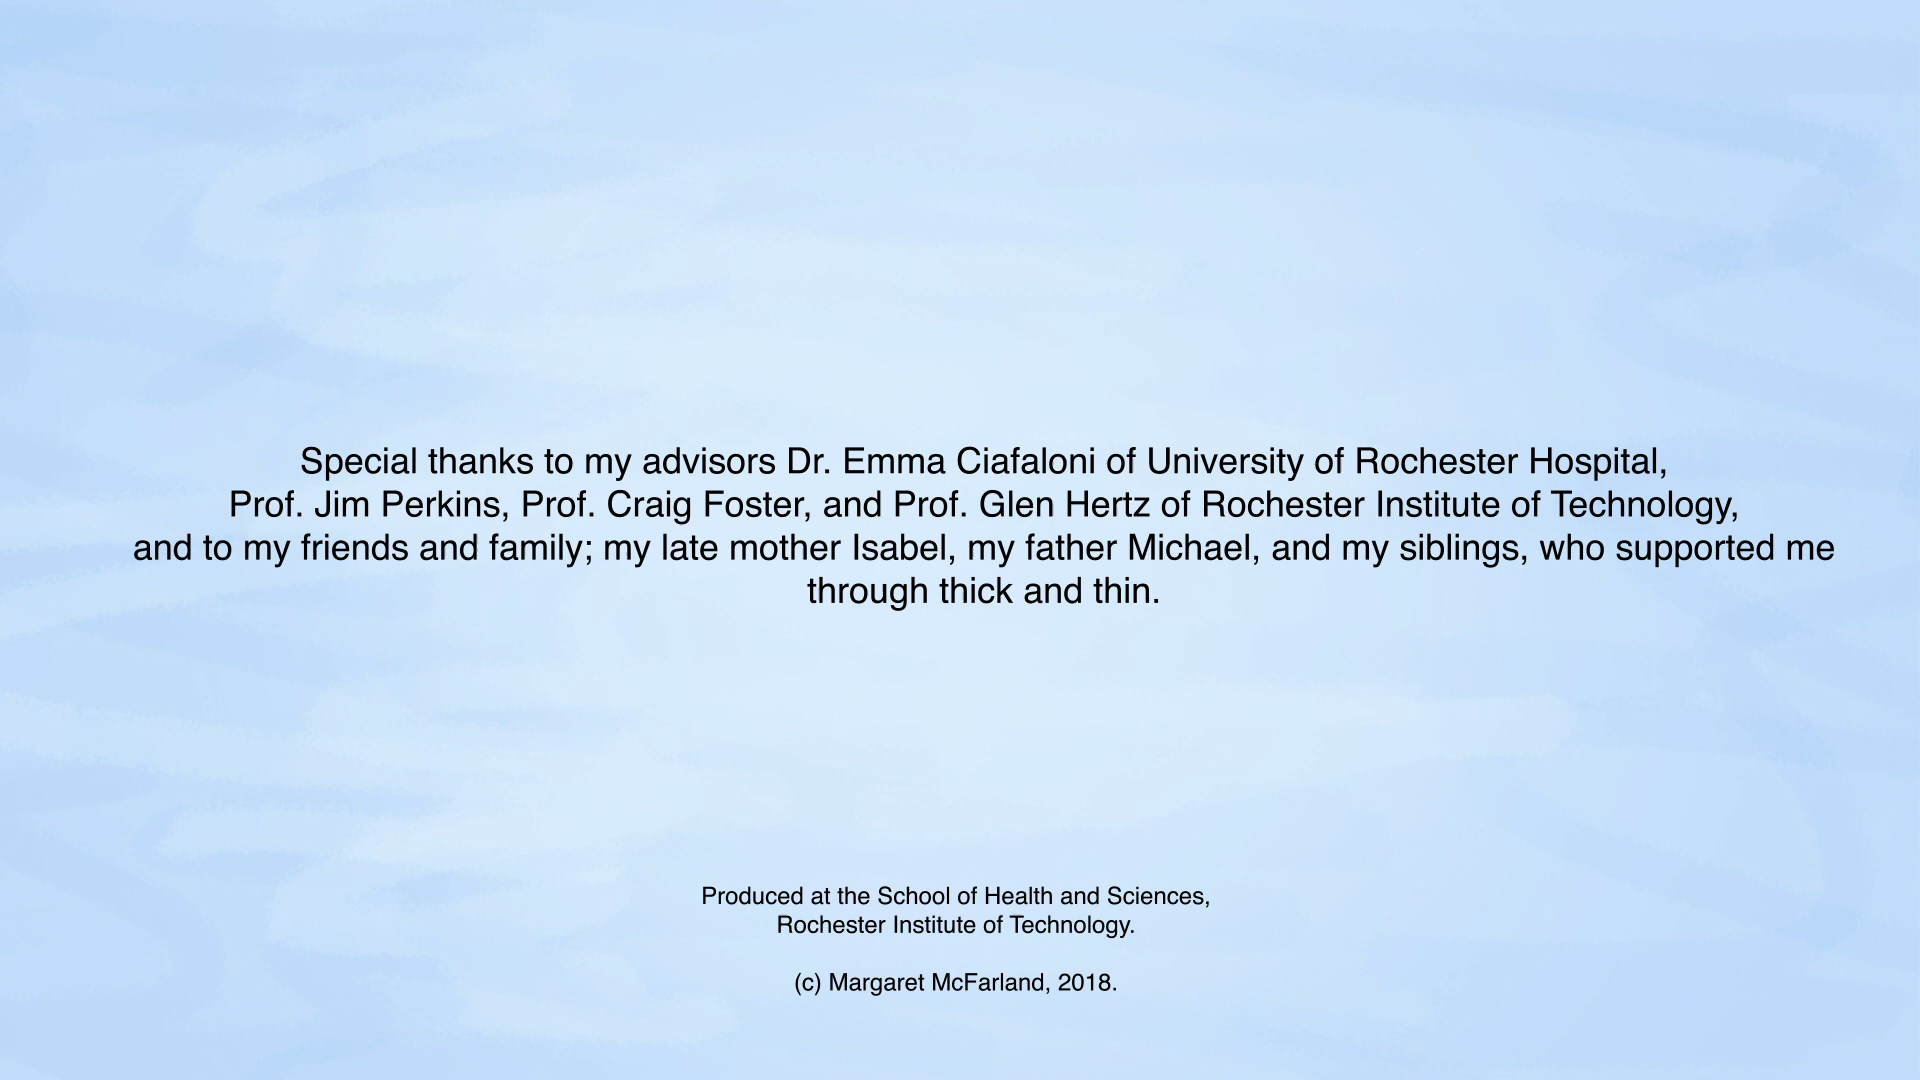 Special thanks to my advisors Dr. Emma Ciafaloni of University of Rochester Hospital,
Prof. Jim Perkins, Prof. Craig Foster, and Prof. Glen Hertz of Rochester Institute of Technology,
and to my friends and family; my late mother Isabel, my father Michael, and my siblings, who supported me
through thick and thin.
Produced at the School of Health and Sciences,
Rochester Institute of Technology.
(c) Margaret McFarland, 2018.